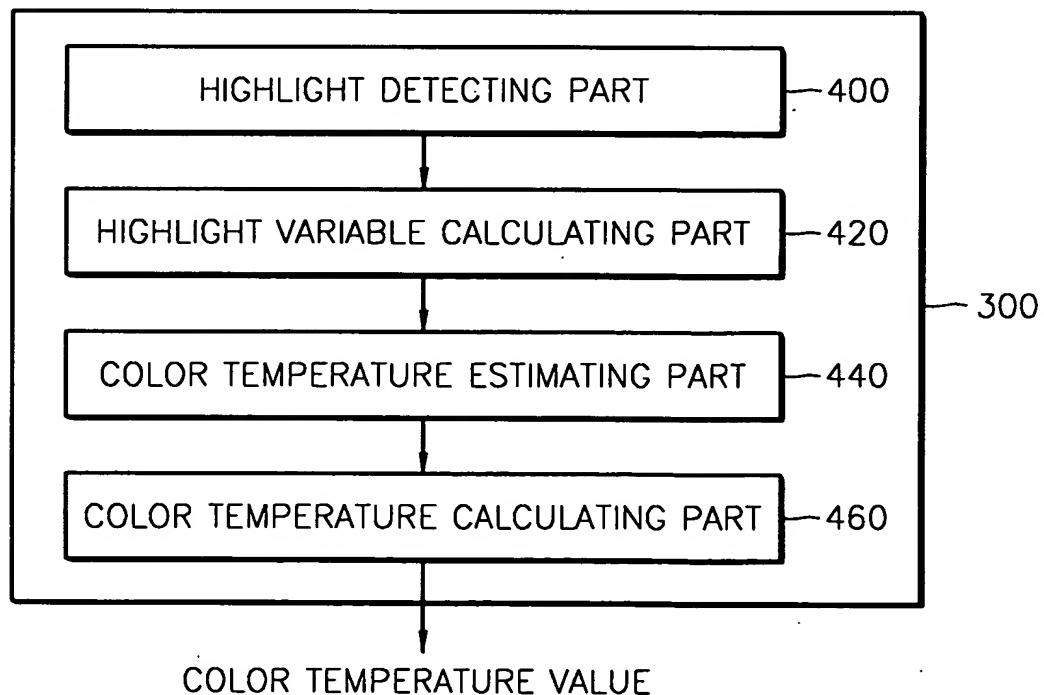 HIGHLIGHT DETECTING PART 400
HIGHLIGHT VARIABLE CALCULATING PART 420
300
COLOR TEMPERATURE ESTIMATING PART 440
COLOR TEMPERATURE CALCULATING PART 460
COLOR TEMPERATURE VALUE